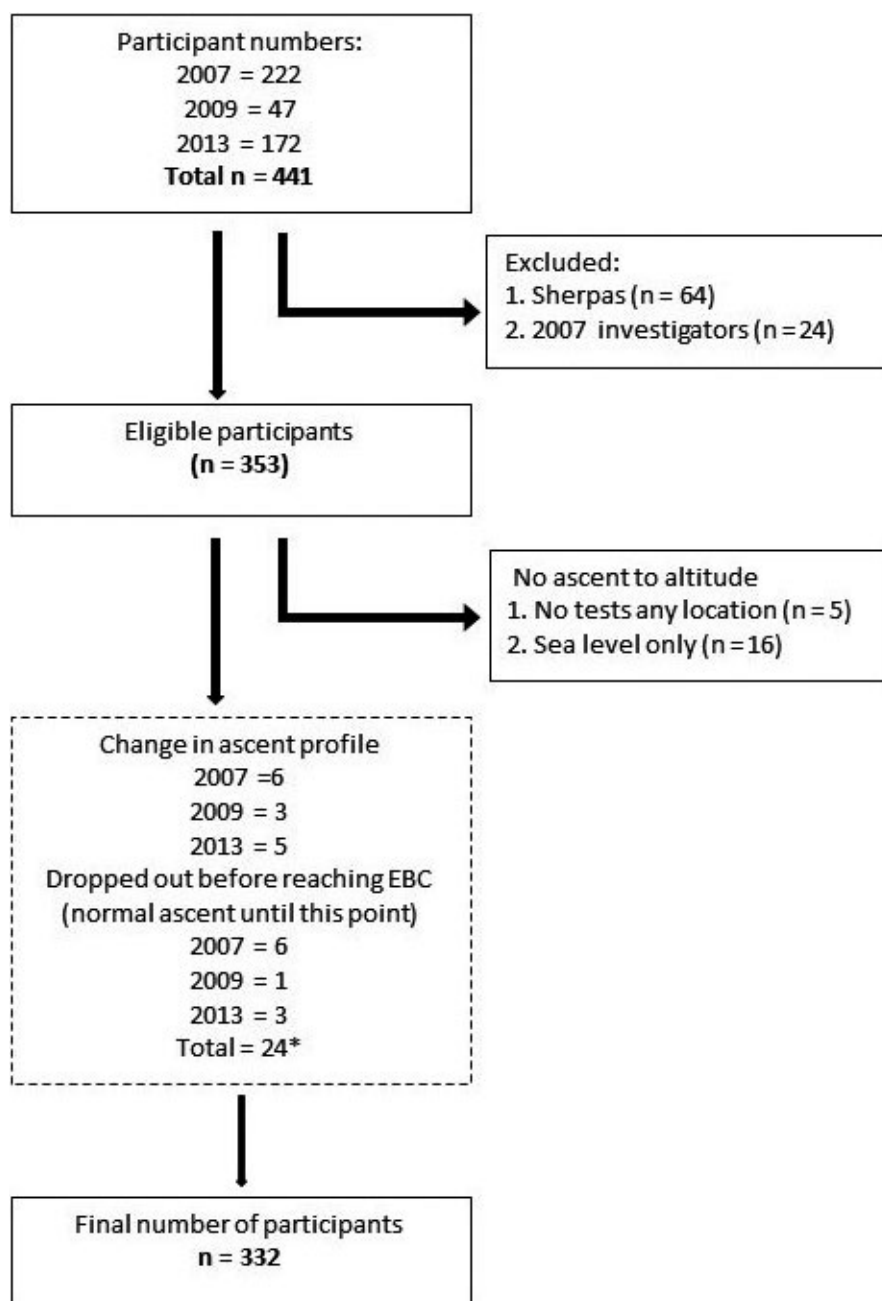 Participant numbers:
2007 = 222
2009 = 47
2013 = 172
Total n = 441
Excluded:
1. Sherpas (n = 64)
2. 2007 investigators (n = 24)
Eligible participants
(n = 353)
No ascent to altitude
1. No tests any location (n = 5)
2. Sea level only (n = 16)
Change in ascent profile
2007 =6
2009 = 3
2013 = 5
Dropped out before reaching EBC
(normal ascent until this point)
2007 = 6
2009 = 1
2013 = 3
Total = 24*
Final number of participants
n = 332